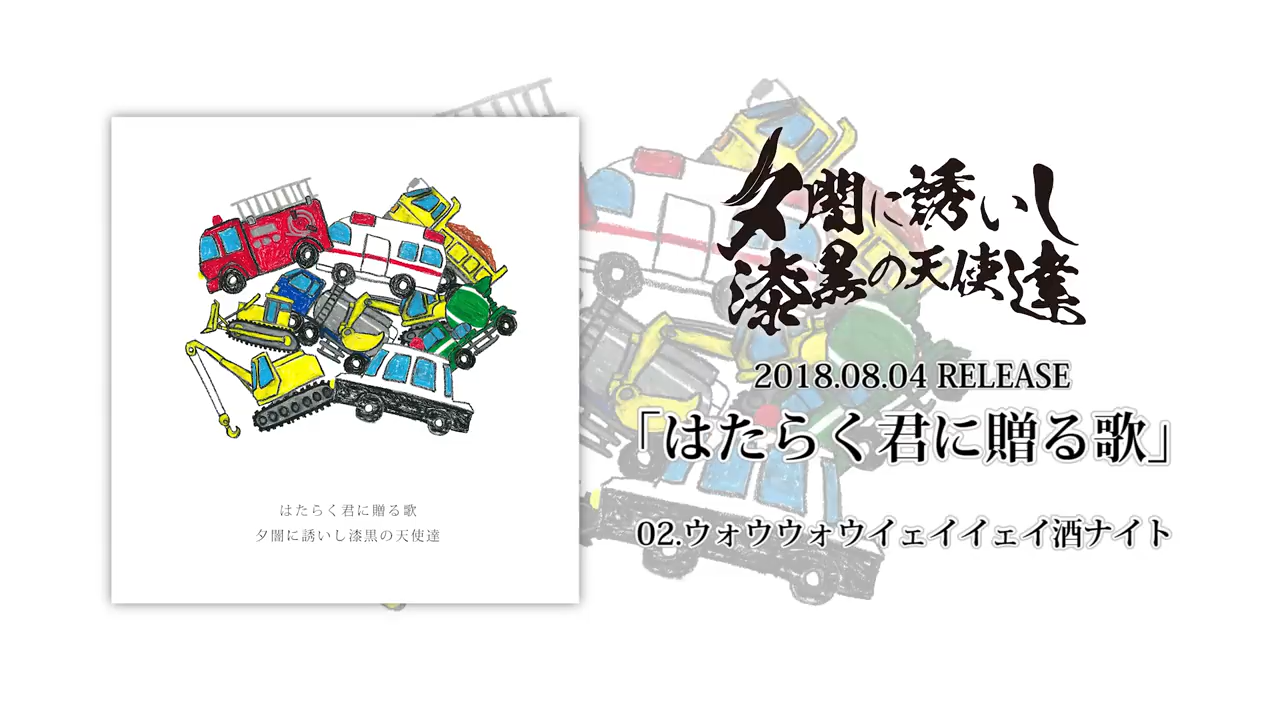 はたらく君に贈る歌
夕闇に誘いし漆黒の天使達
夕闇に誘いし
漆黒の天使達
2018.08.04 RELEASE
「はたらく君に贈る歌」
02.ウォウウォウイェイイェイ酒ナイト